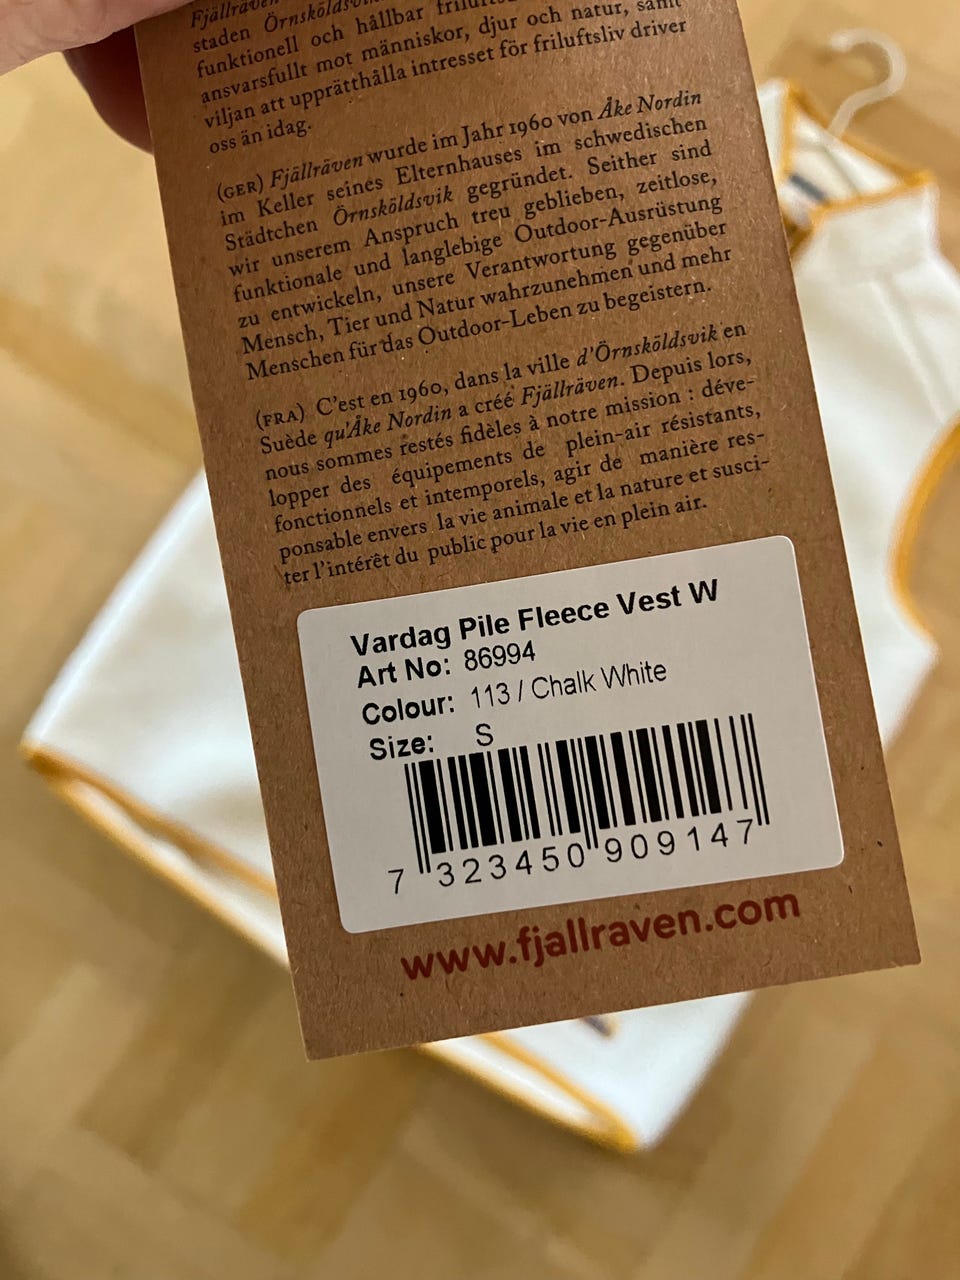 Fjällräven
staden Örnsköldsvik
funktionell och hållbar
ansvarsfullt mot människor, djur och natur, samt
viljan att upprätthålla intresset för friluftsliv driver
oss än idag.
(GER) Fjällräven wurde im Jahr 1960 von Åke Nordin
im Keller seines Elternhauses im schwedischen
Städtchen Örnsköldsvik gegründet. Seither sind
wir unserem Anspruch treu geblieben, zeitlose,
funktionale und langlebige Outdoor-Ausrüstung
zu entwickeln, unsere Verantwortung gegenüber
Mensch, Tier und Natur wahrzunehmen und mehr
Menschen für das Outdoor-Leben zu begeistern.
(FRA) C'est en 1960, dans la ville d'Örnsköldsvik en
Suède qu'Åke Nordin a créé Fjällräven. Depuis lors,
nous sommes restés fidèles à notre mission : déve-
lopper des équipements de plein-air résistants,
fonctionnels et intemporels, agir de manière res-
ponsable envers la vie animale et la nature et susci-
ter l'intérêt du public pour la vie en plein air.
Vardag Pile Fleece Vest W
Art No: 86994
Colour: 113 / Chalk White
Size: S
7 323450 909147
www.fjallraven.com